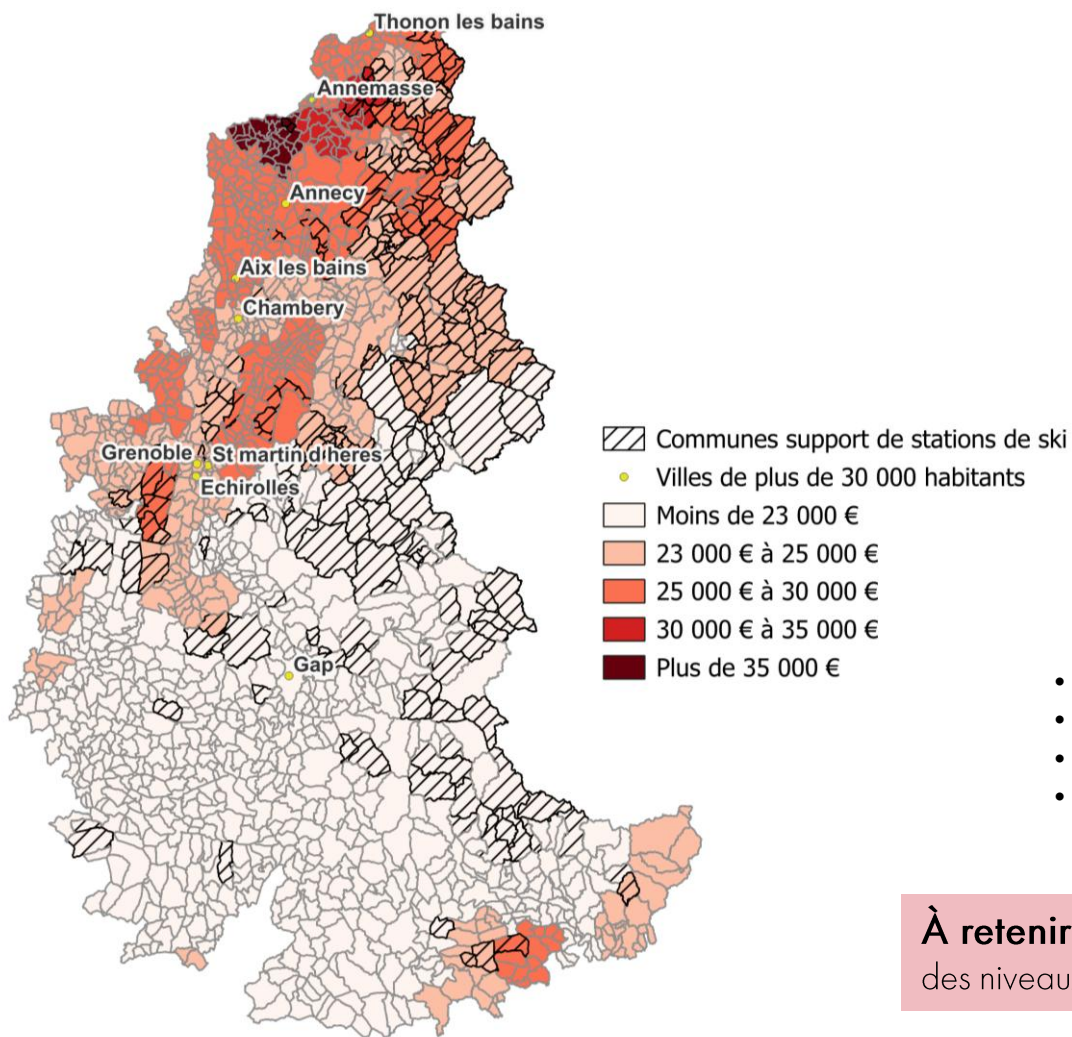 Thonon les bains
Annemasse
Annecy
Aix les bains
Chambery
Grenoble
St martin d heres
Echirolles
Gap
Communes support de stations de ski
Villes de plus de 30 000 habitants
Moins de 23 000 €
23 000 € à 25 000 €
25 000 € à 30 000 €
30 000 € à 35 000 €
Plus de 35 000 €
À retenir
des niveau